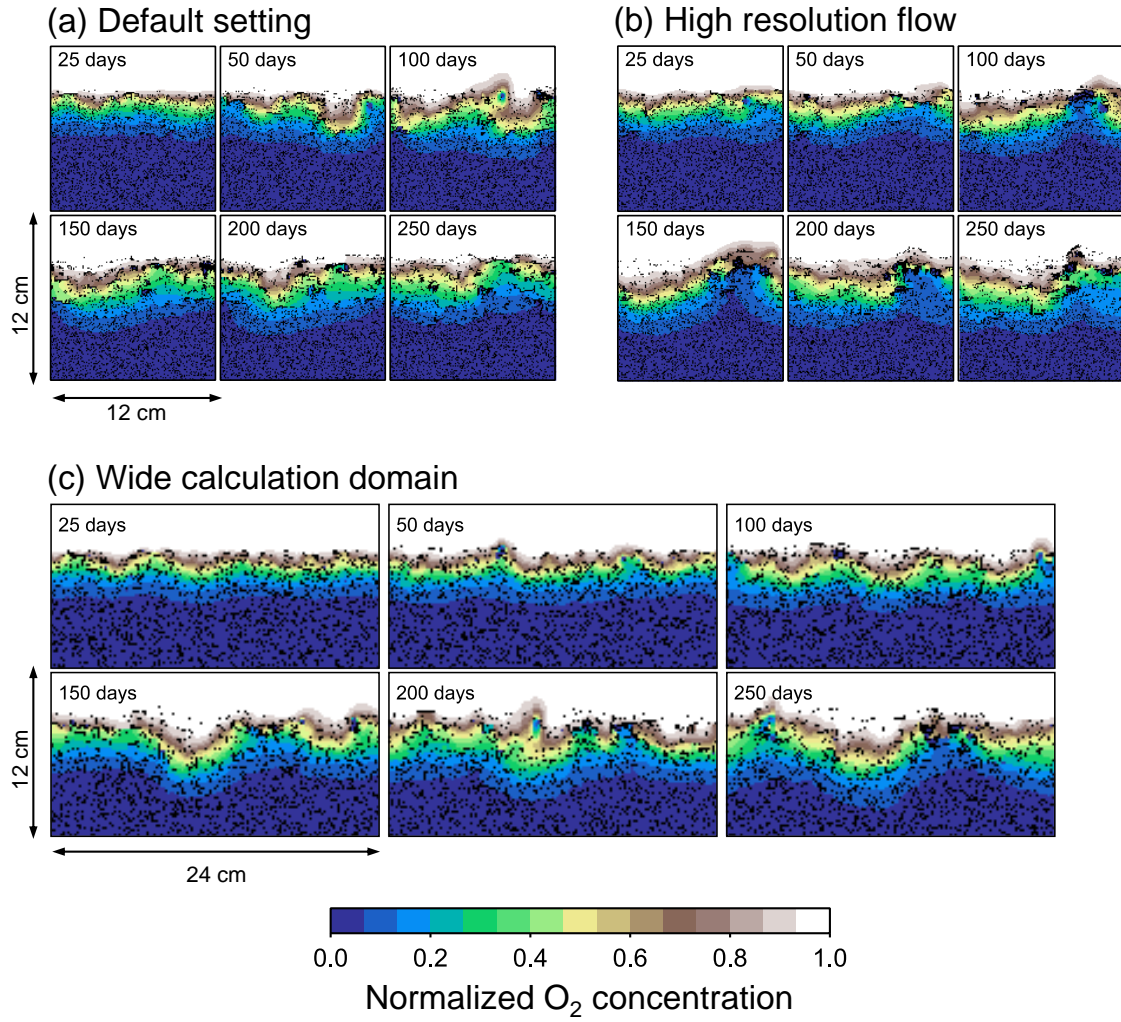 (a) Default setting
25 days
50 days
100 days
150 days
200 days
250 days
12 cm
12 cm
(b) High resolution flow
25 days
50 days
100 days
150 days
200 days
250 days
(c) Wide calculation domain
25 days
50 days
100 days
150 days
200 days
250 days
12 cm
24 cm
0.0 0.2 0.4 0.6 0.8 1.0
Normalized O₂ concentration